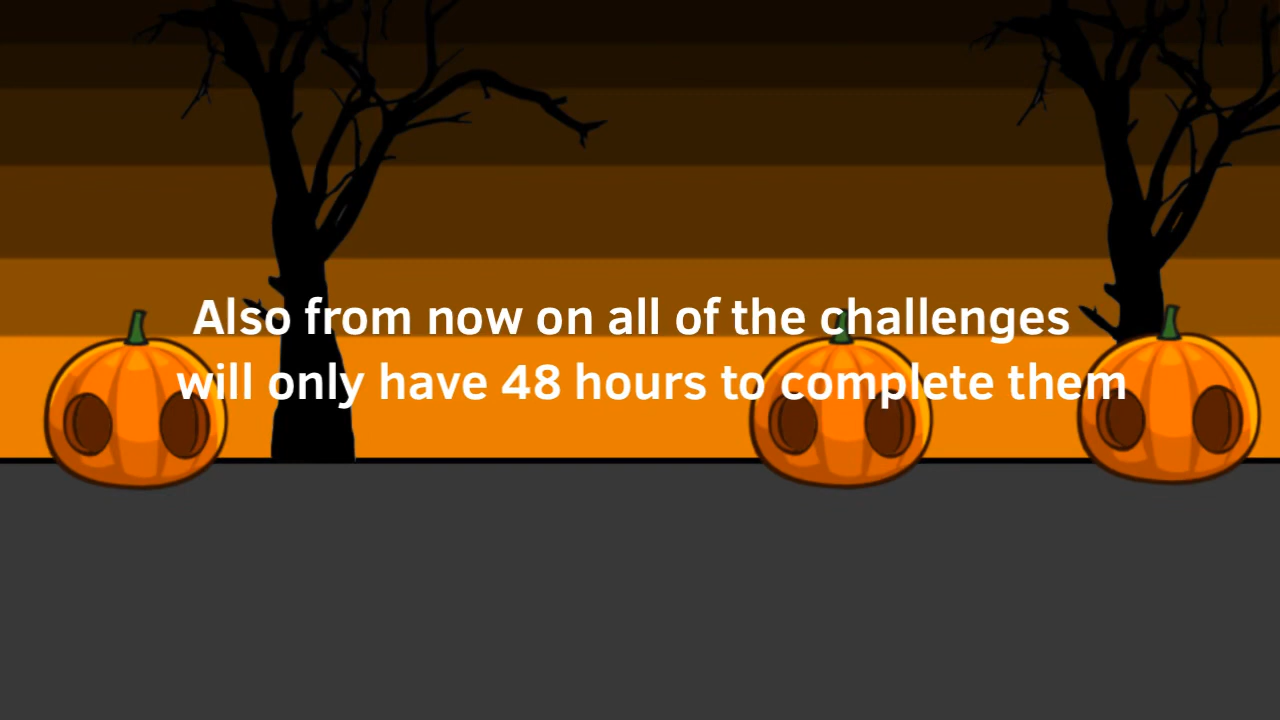 Also from now on all of the challenges
will only have 48 hours to complete them